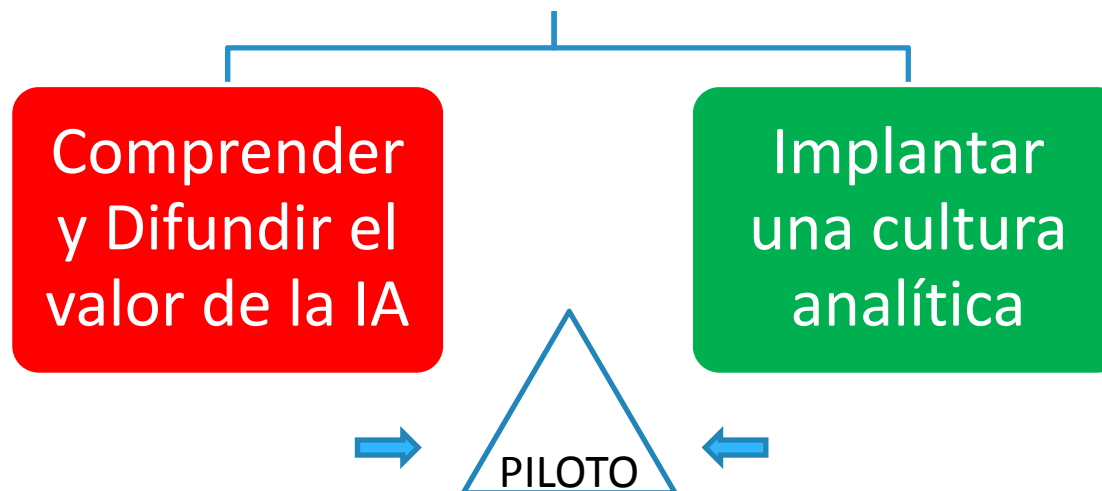 Comprender
y Difundir el
valor de la IA
Implantar
una cultura
analítica
PILOTO